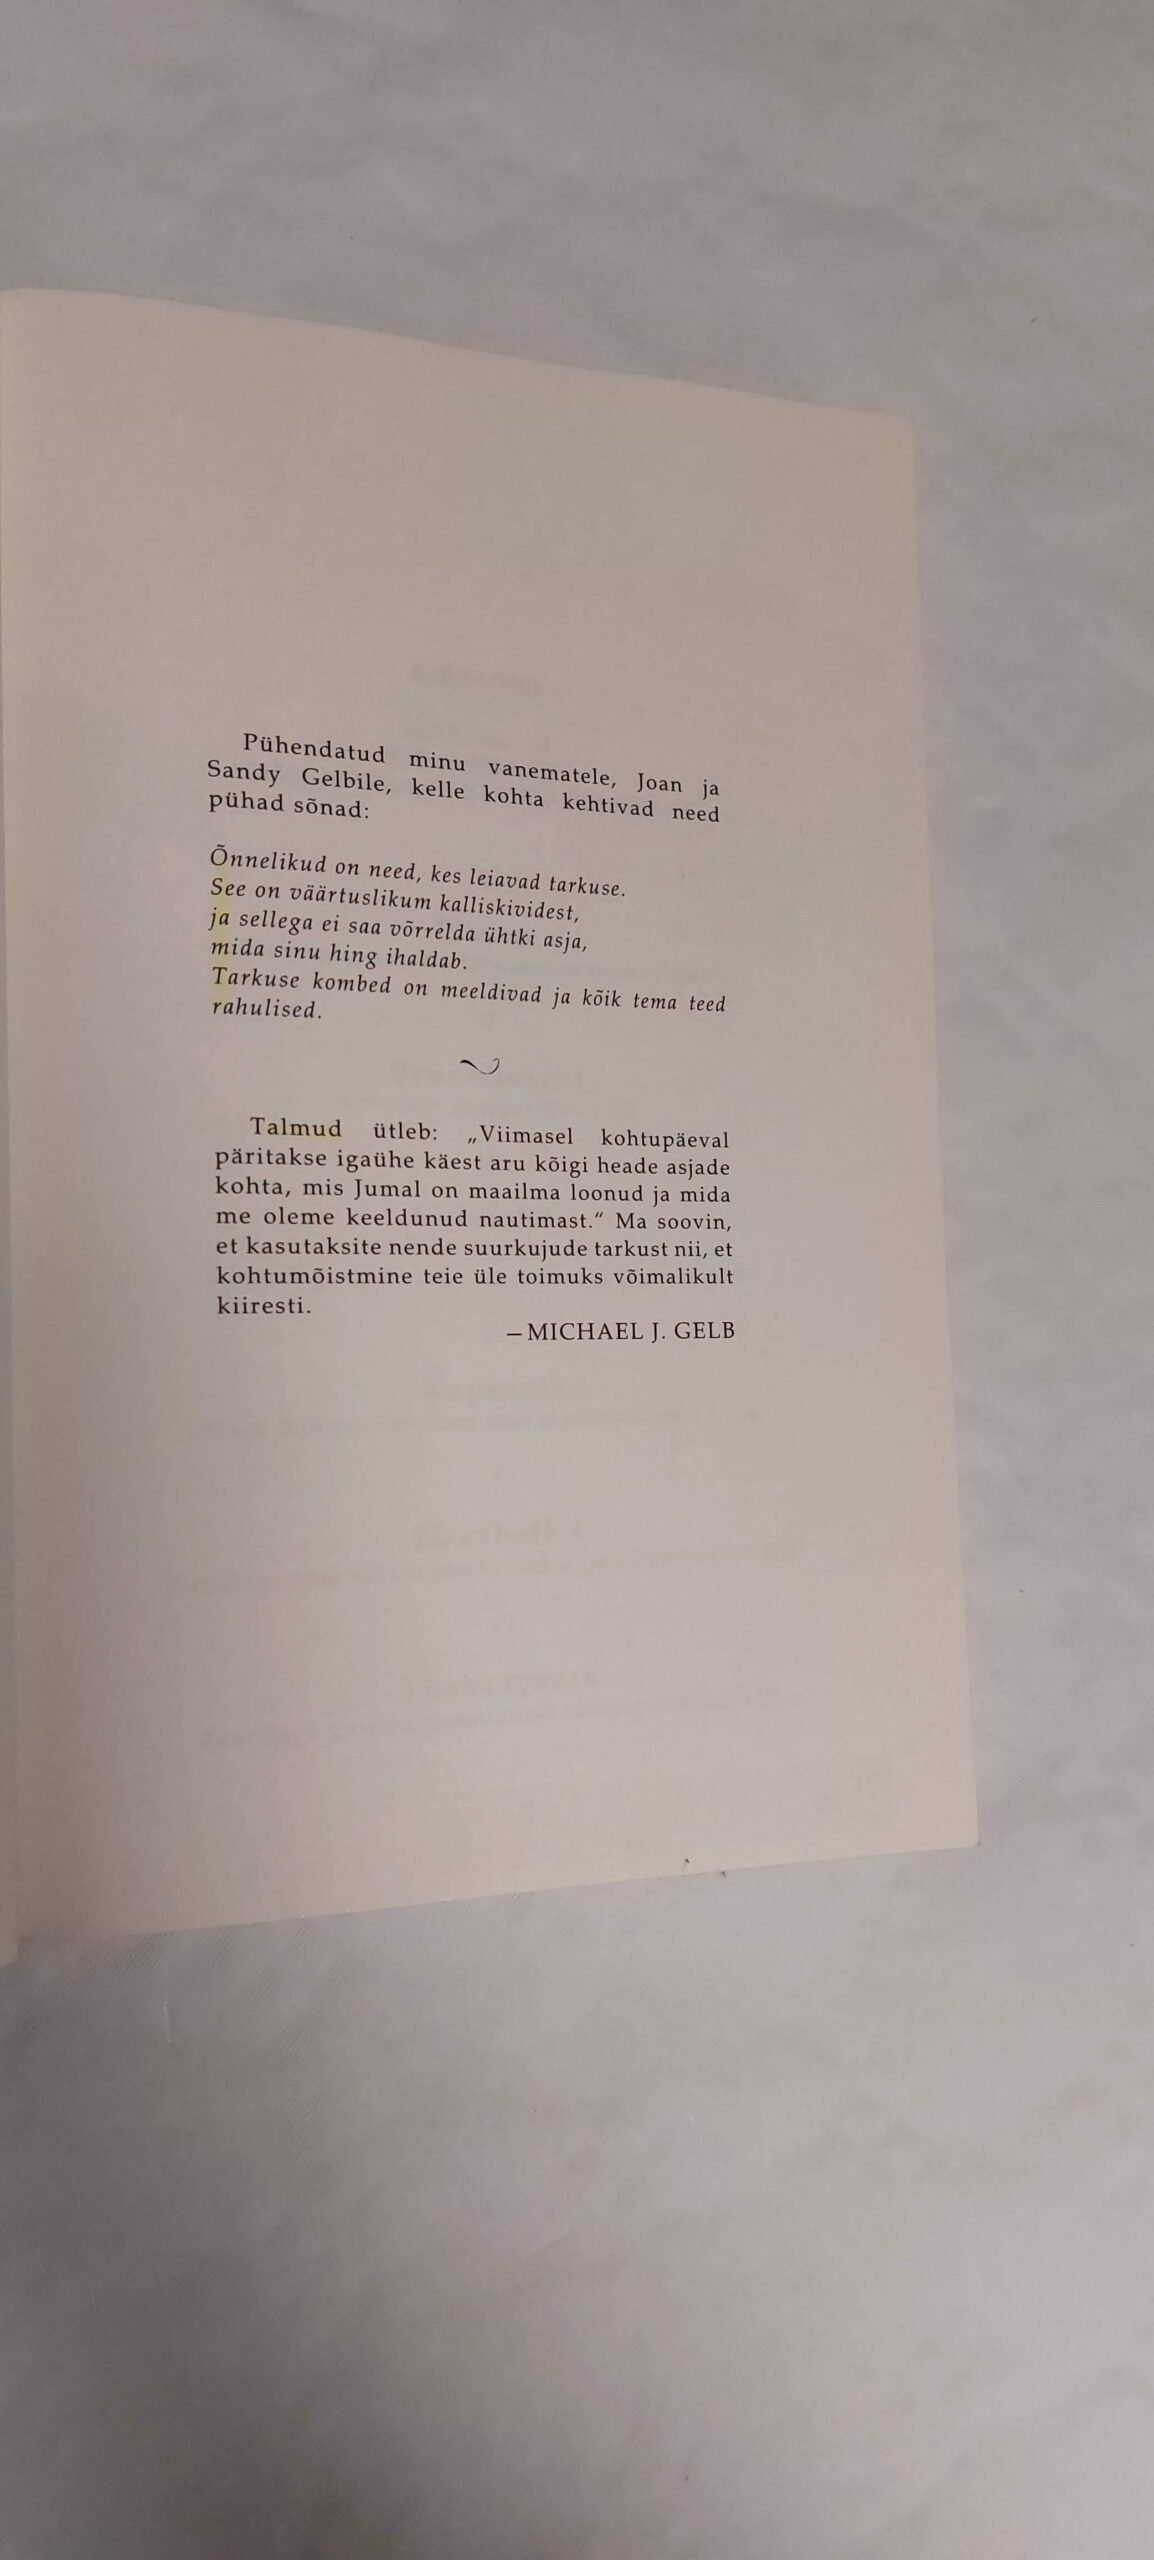 Pühendatud minu vanematele, Joan ja
Sandy Gelbile, kelle kohta kehtivad need
pühad sõnad:
Õnnelikud on need, kes leiavad tarkuse.
See on väärtuslikum kalliskividest,
ja sellega ei saa võrrelda ühtki asja,
mida sinu hing ihaldab.
Tarkuse kombed on meeldivad ja kõik tema teed
rahulised.
Talmud ütleb: „Viimasel kohtupäeval
päritakse igaühe käest aru kõigi heade asjade
kohta, mis Jumal on maailma loonud ja mida
me oleme keeldunud nautimast.“ Ma soovin,
et kasutaksite nende suurkujude tarkust nii, et
kohtumõistmine teie üle toimuks võimalikult
kiiresti.
—MICHAEL J. GELB